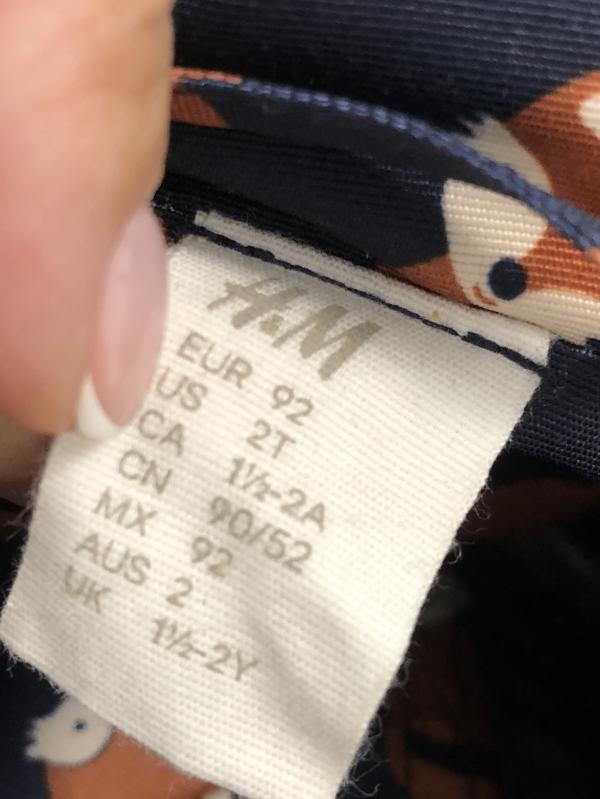 H&M
EUR 92
US 2T
CA 1½-2A
CN 90/52
MX 92
AUS 2
UK 1½-2Y